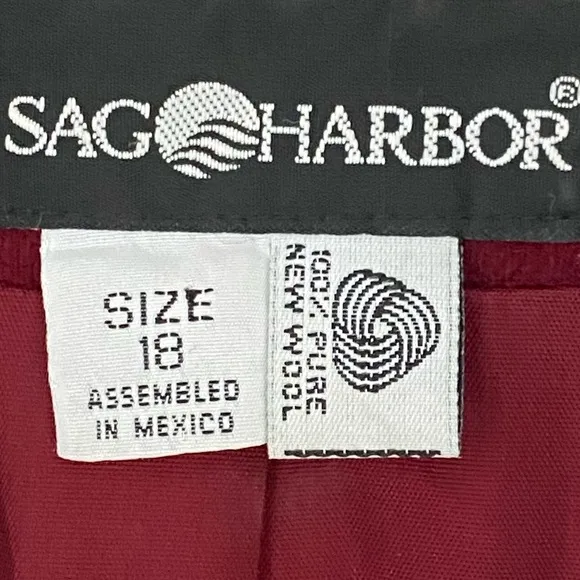 SAG HARBOR®
SIZE
18
ASSEMBLED
IN MEXICO
100% PURE
NEW WOOL